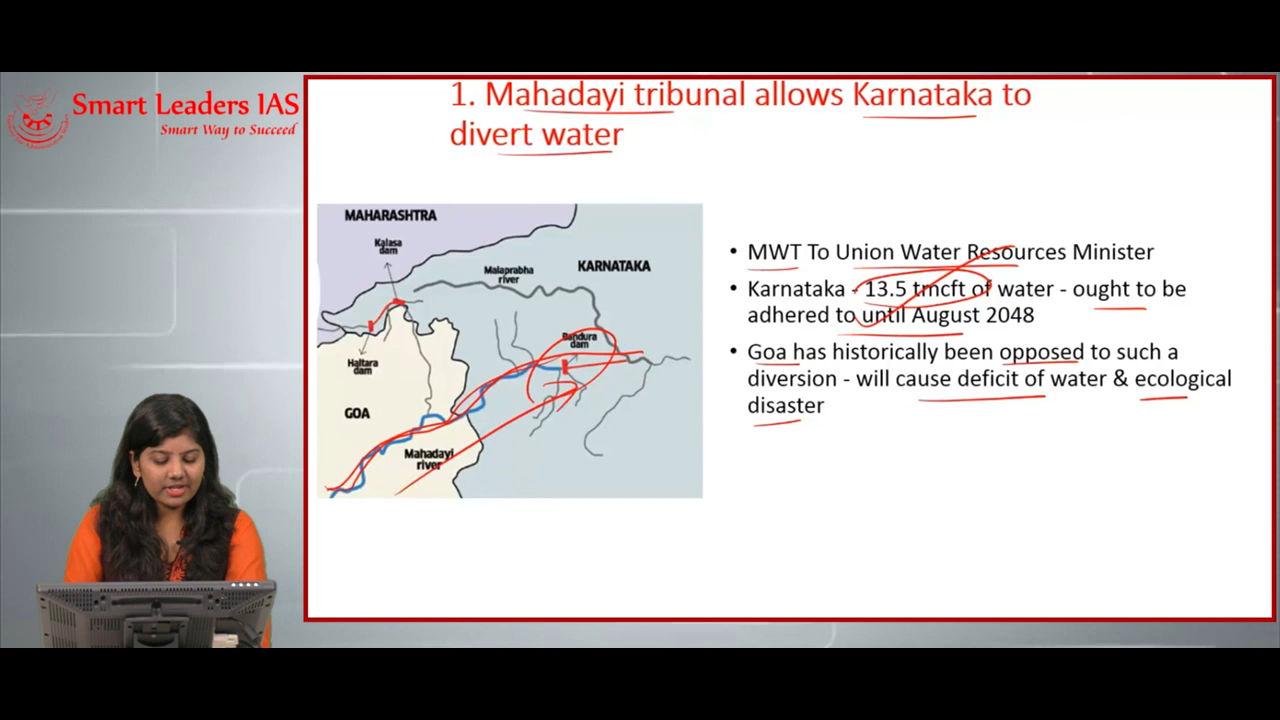 Smart Leaders IAS
Smart Way to Succeed
1. Mahadayi tribunal allows Karnataka to
divert water
MAHARASHTRA
Kalasa
dam
Malaprabha
river
KARNATAKA
Haltara
dam
Bandura
dam
GOA
Mahadayi
river
• MWT To Union Water Resources Minister
• Karnataka - 13.5 tmcft of water - ought to be
adhered to until August 2048
• Goa has historically been opposed to such a
diversion - will cause deficit of water & ecological
disaster